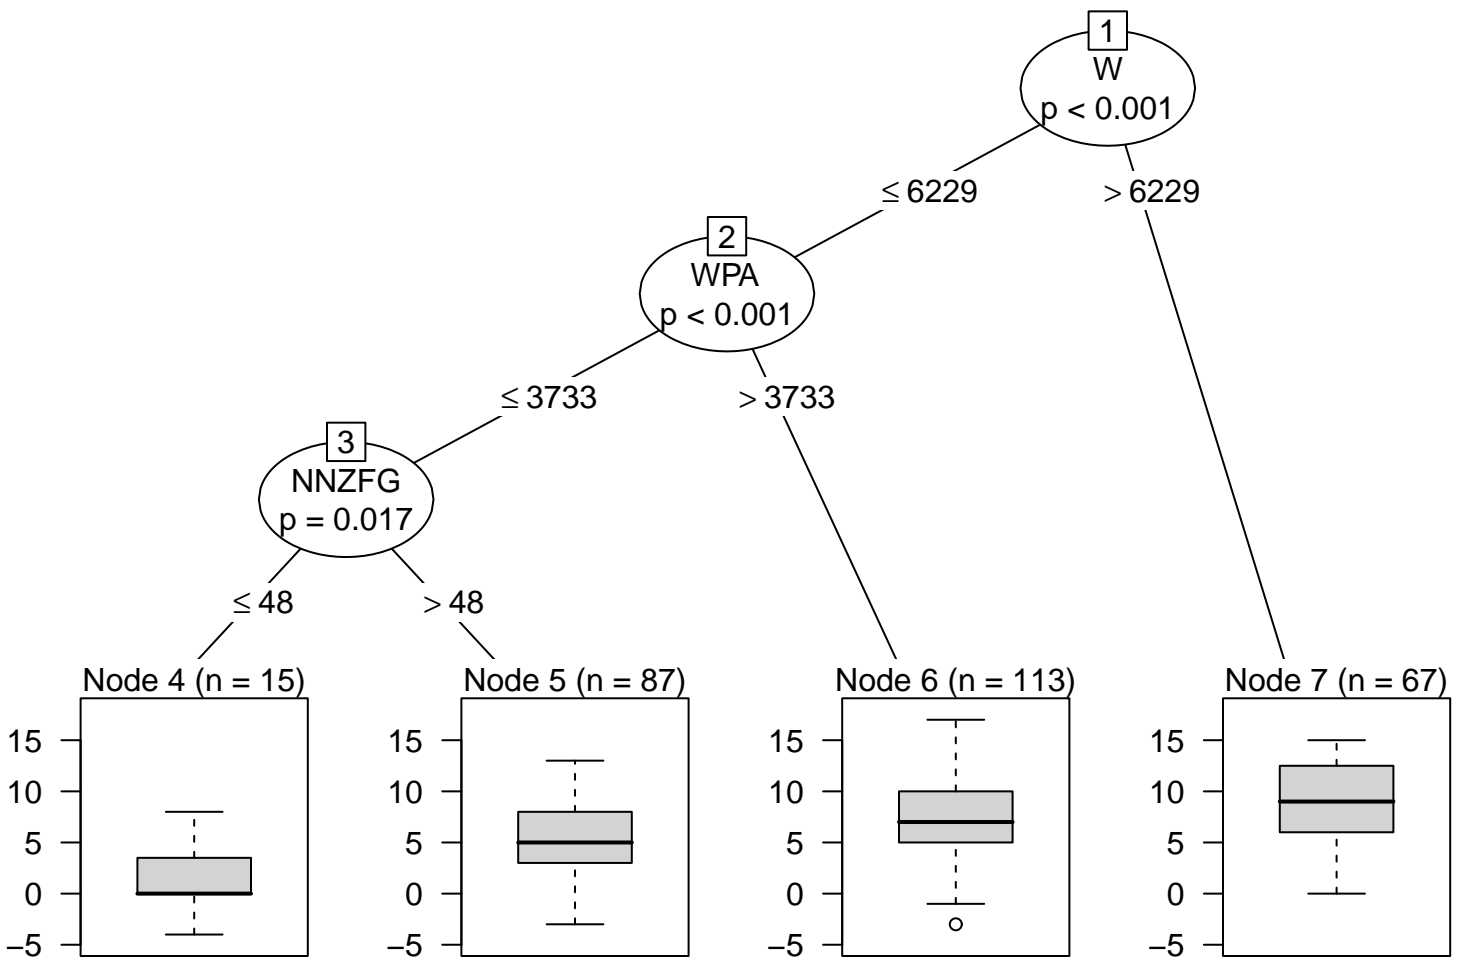 1
W
p < 0.001
≤ 6229
> 6229
2
WPA
p < 0.001
≤ 3733
> 3733
3
NNZFG
p = 0.017
≤ 48
> 48
Node 4 (n = 15)
15
10
5
0
−5
Node 5 (n = 87)
15
10
5
0
−5
Node 6 (n = 113)
15
10
5
0
−5
Node 7 (n = 67)
15
10
5
0
−5